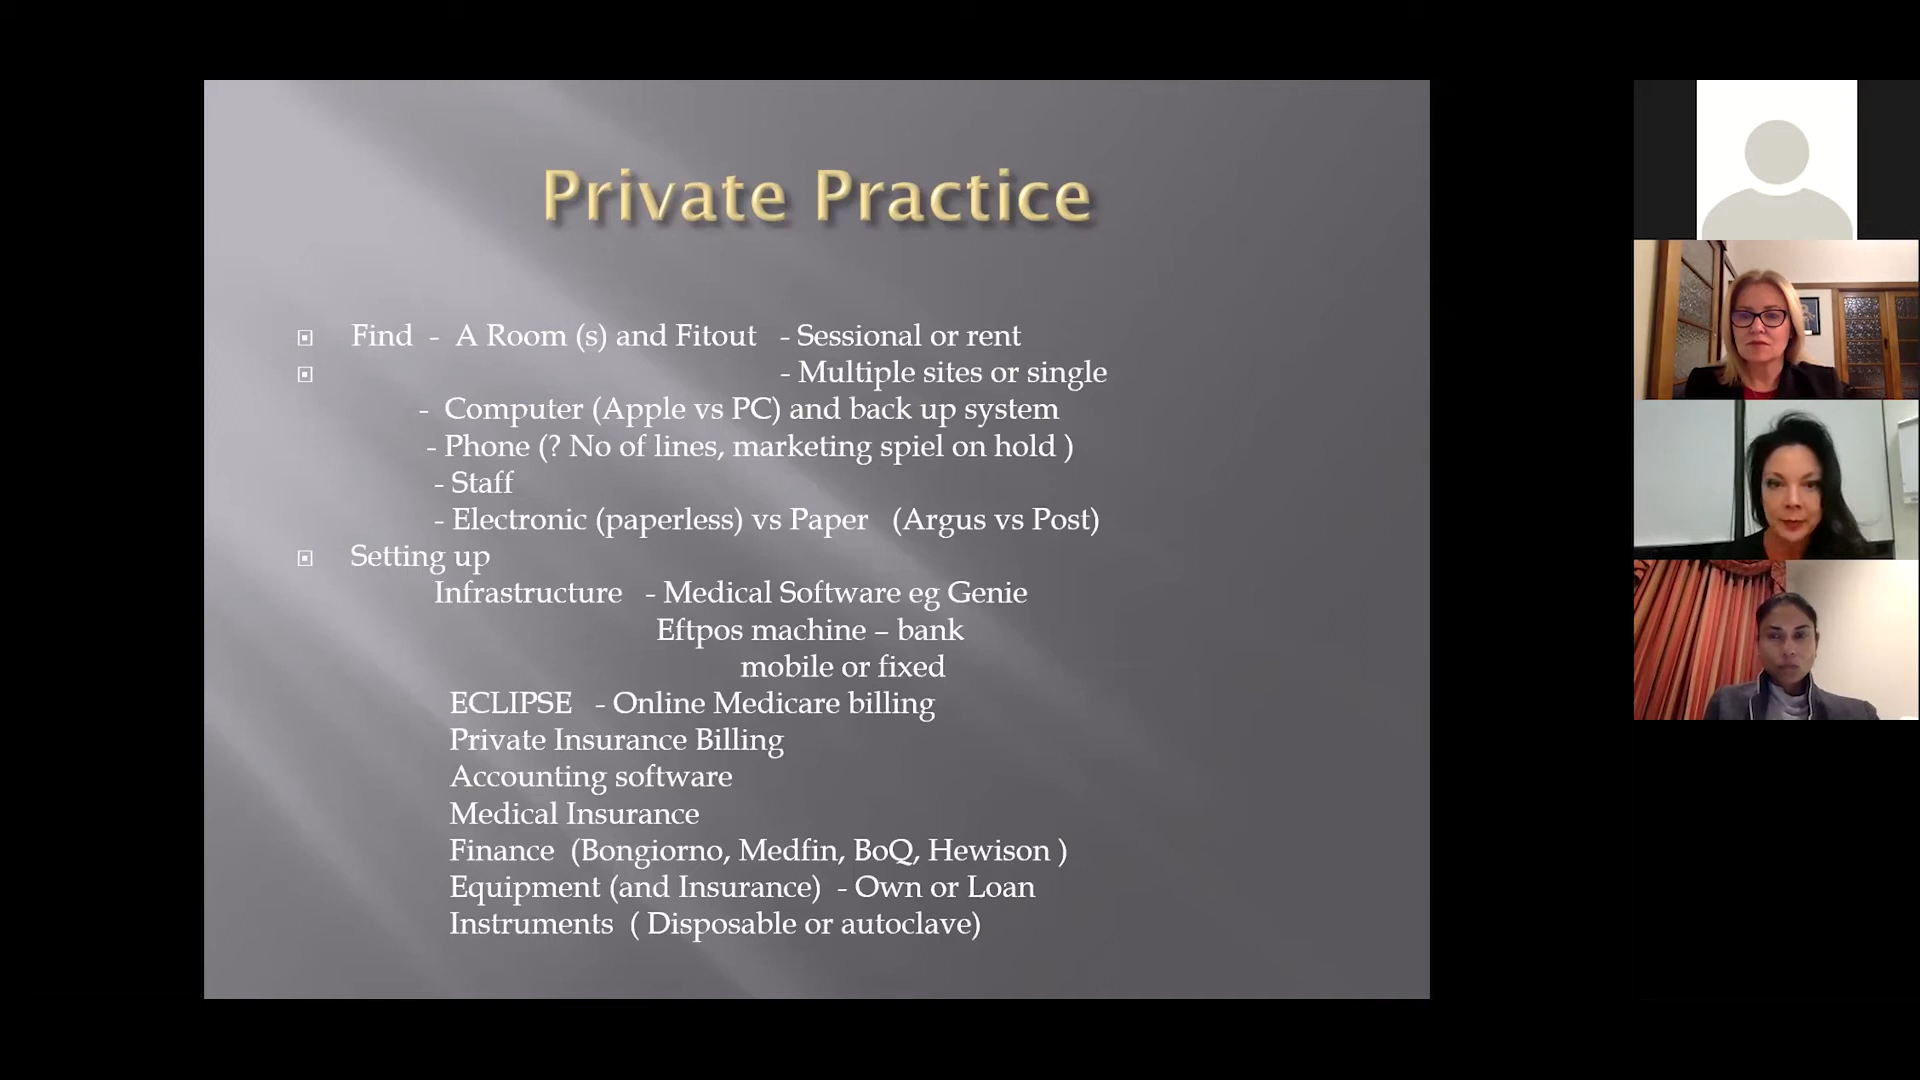 Private Practice
Find - A Room (s) and Fitout - Sessional or rent
- Multiple sites or single
- Computer (Apple vs PC) and back up system
- Phone (? No of lines, marketing spiel on hold )
- Staff
- Electronic (paperless) vs Paper (Argus vs Post)
Setting up
Infrastructure - Medical Software eg Genie
Eftpos machine – bank
mobile or fixed
ECLIPSE - Online Medicare billing
Private Insurance Billing
Accounting software
Medical Insurance
Finance (Bongiorno, Medfin, BoQ, Hewison )
Equipment (and Insurance) - Own or Loan
Instruments ( Disposable or autoclave)